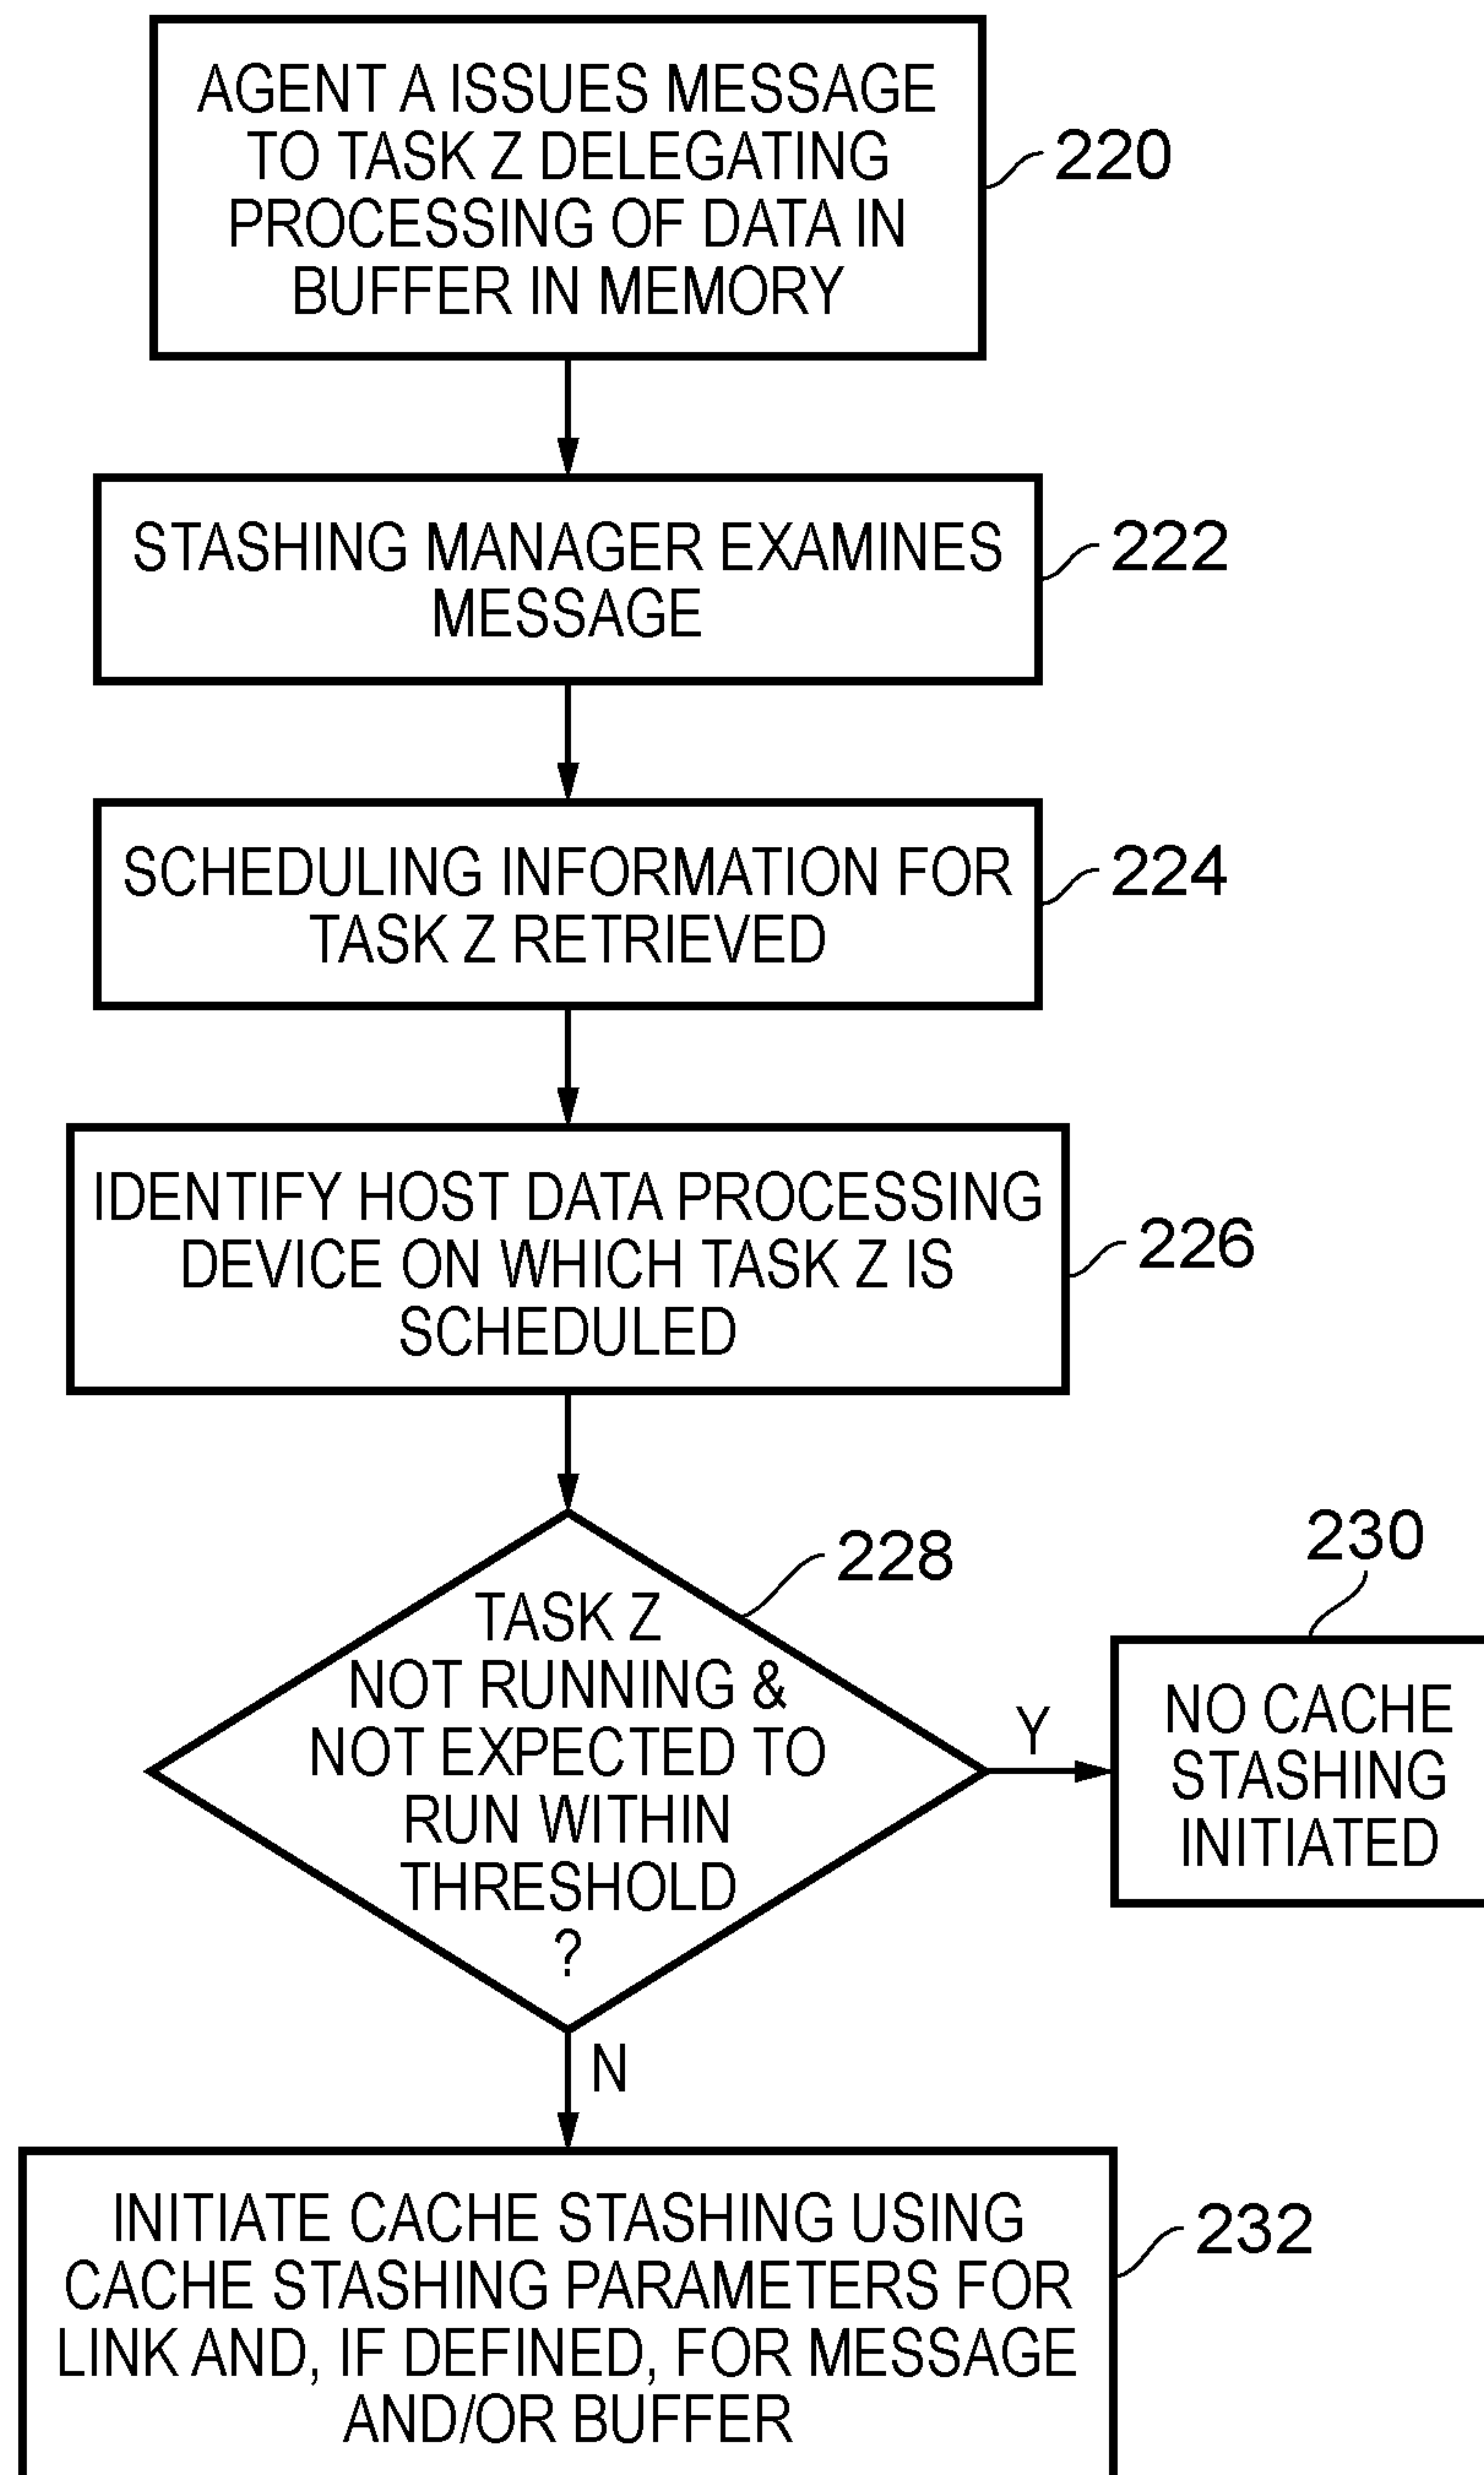 AGENT A ISSUES MESSAGE
TO TASK Z DELEGATING
PROCESSING OF DATA IN
BUFFER IN MEMORY
220
STASHING MANAGER EXAMINES
MESSAGE
222
SCHEDULING INFORMATION FOR
TASK Z RETRIEVED
224
IDENTIFY HOST DATA PROCESSING
DEVICE ON WHICH TASK Z IS
SCHEDULED
226
TASK Z
NOT RUNNING &
NOT EXPECTED TO
RUN WITHIN
THRESHOLD
?
228
Y
230
NO CACHE
STASHING
INITIATED
N
INITIATE CACHE STASHING USING
CACHE STASHING PARAMETERS FOR
LINK AND, IF DEFINED, FOR MESSAGE
AND/OR BUFFER
232